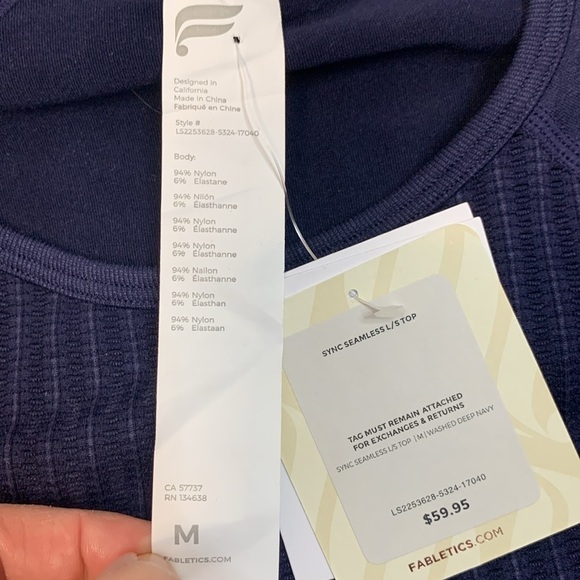 Designed in
California
Made in China
Fabriqué en China
Style #
LS2253628-5324-17040
Body:
94% Nylon
6% Elastane
94% Nilón
6% Elasthanne
94% Nylon
6% Élasthanne
94% Nylon
6% Elasthanne
94% Nailon
6% Elasthanne
94% Nylon
6% Elasthan
94% Nylon
6% Elastaan
CA 57737
RN 134638
M
FABLETICS.COM
SYNC SEAMLESS L/S TOP
TAG MUST REMAIN ATTACHED
FOR EXCHANGES & RETURNS
SYNC SEAMLESS L/S TOP | M | WASHED DEEP NAVY
LS2253628-5324-17040
$59.95
FABLETICS.COM